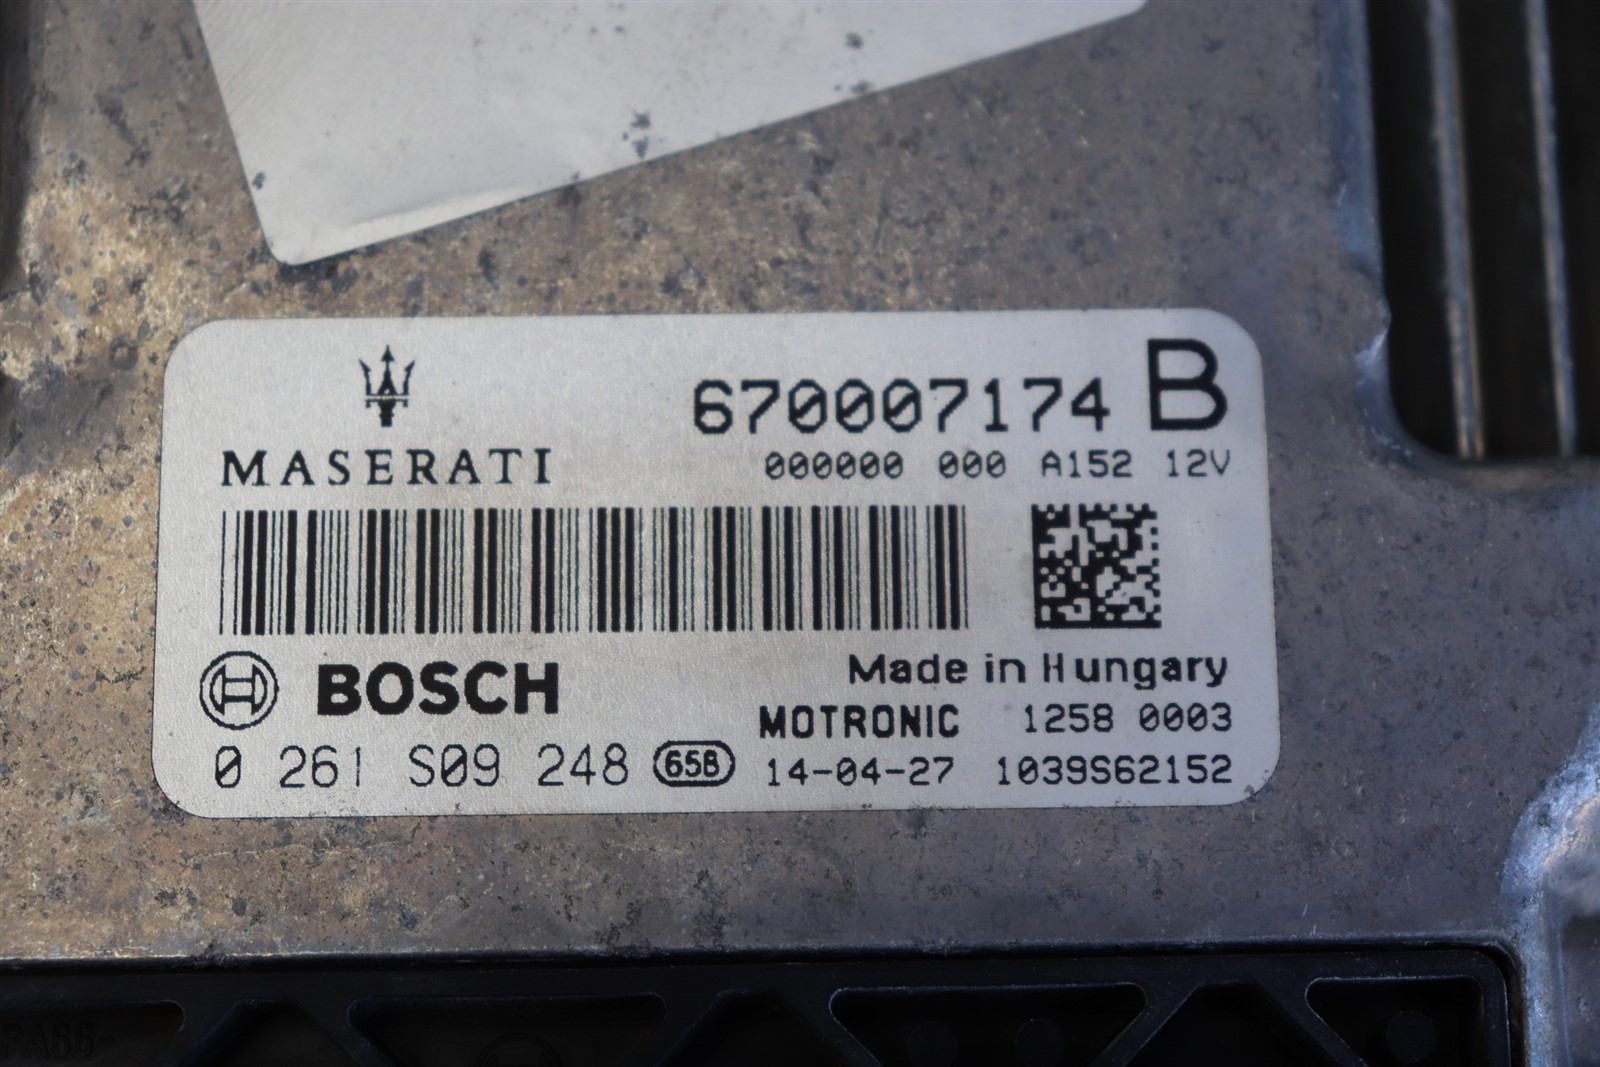 670007174 B
MASERATI
000000 000 A152 12V
BOSCH
Made in Hungary
MOTRONIC 1258 0003
0 261 S09 248 65B 14-04-27 1039S62152
PA66-